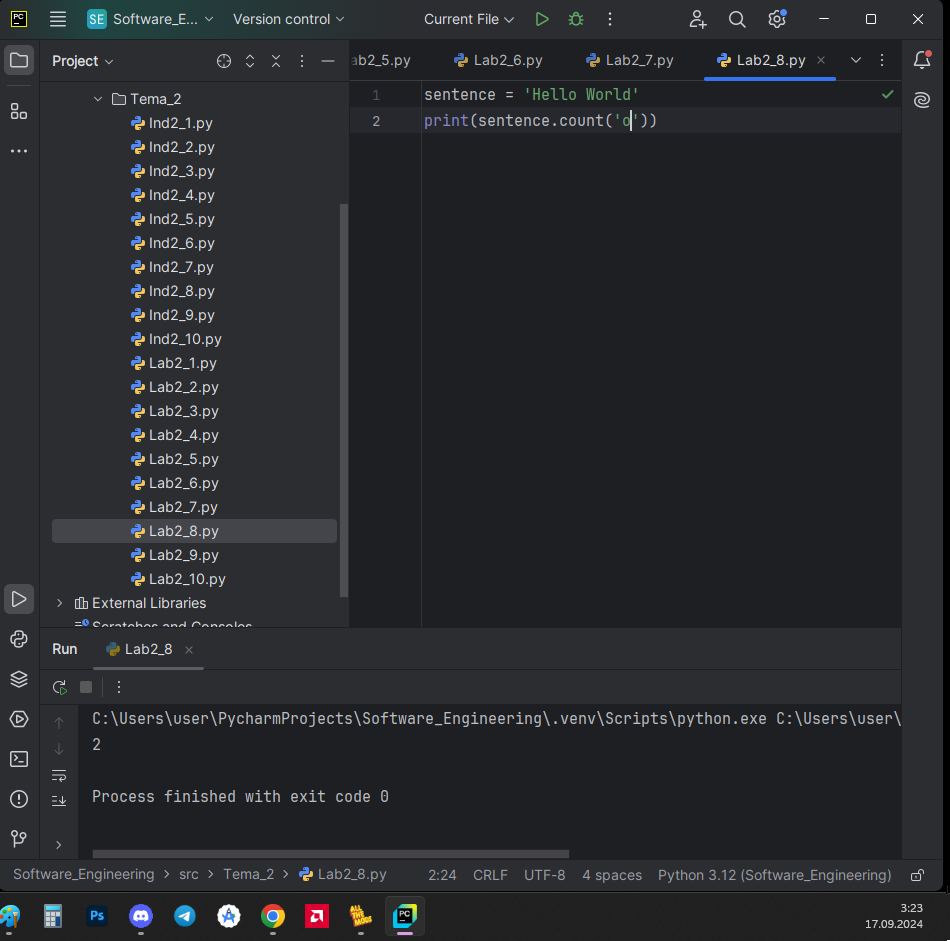 PC SE Software_E... Version control Current File
Project
ab2_5.py Lab2_6.py Lab2_7.py Lab2_8.py
Tema_2
Ind2_1.py
Ind2_2.py
Ind2_3.py
Ind2_4.py
Ind2_5.py
Ind2_6.py
Ind2_7.py
Ind2_8.py
Ind2_9.py
Ind2_10.py
Lab2_1.py
Lab2_2.py
Lab2_3.py
Lab2_4.py
Lab2_5.py
Lab2_6.py
Lab2_7.py
Lab2_8.py
Lab2_9.py
Lab2_10.py
External Libraries
Scratches and Consoles
1 sentence = 'Hello World'
2 print(sentence.count('o'))
Run Lab2_8
C:\Users\user\PycharmProjects\Software_Engineering\.venv\Scripts\python.exe C:\Users\user\
2
Process finished with exit code 0
Software_Engineering > src > Tema_2 > Lab2_8.py 2:24 CRLF UTF-8 4 spaces Python 3.12 (Software_Engineering)
Ps ALL THE MODS PC
3:23
17.09.2024